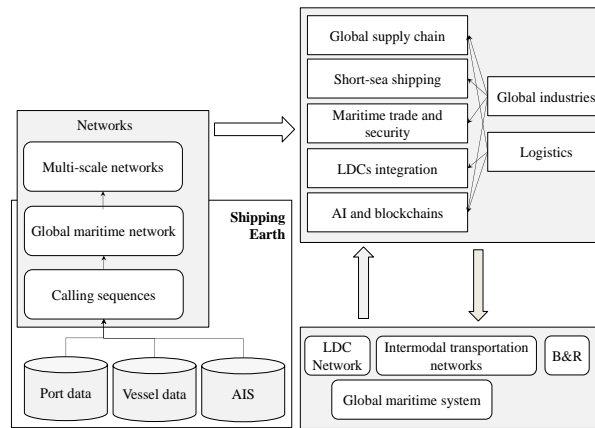 Networks
Multi-scale networks
Global maritime network
Calling sequences
Shipping
Earth
Port data
Vessel data
AIS
Global supply chain
Short-sea shipping
Maritime trade and
security
LDCs integration
AI and blockchains
Global industries
Logistics
LDC
Network
Intermodal transportation
networks
B&R
Global maritime system